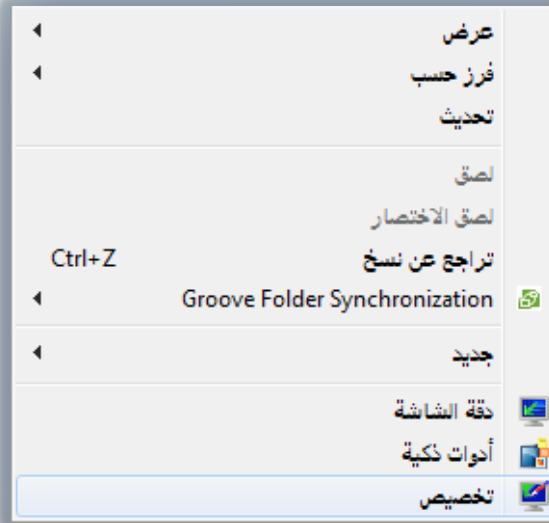 عرض
فرز حسب
تحديث
لصق
لصق الاختصار
تراجع عن نسخ Ctrl+Z
Groove Folder Synchronization
جديد
دقة الشاشة
أدوات ذكية
تخصيص